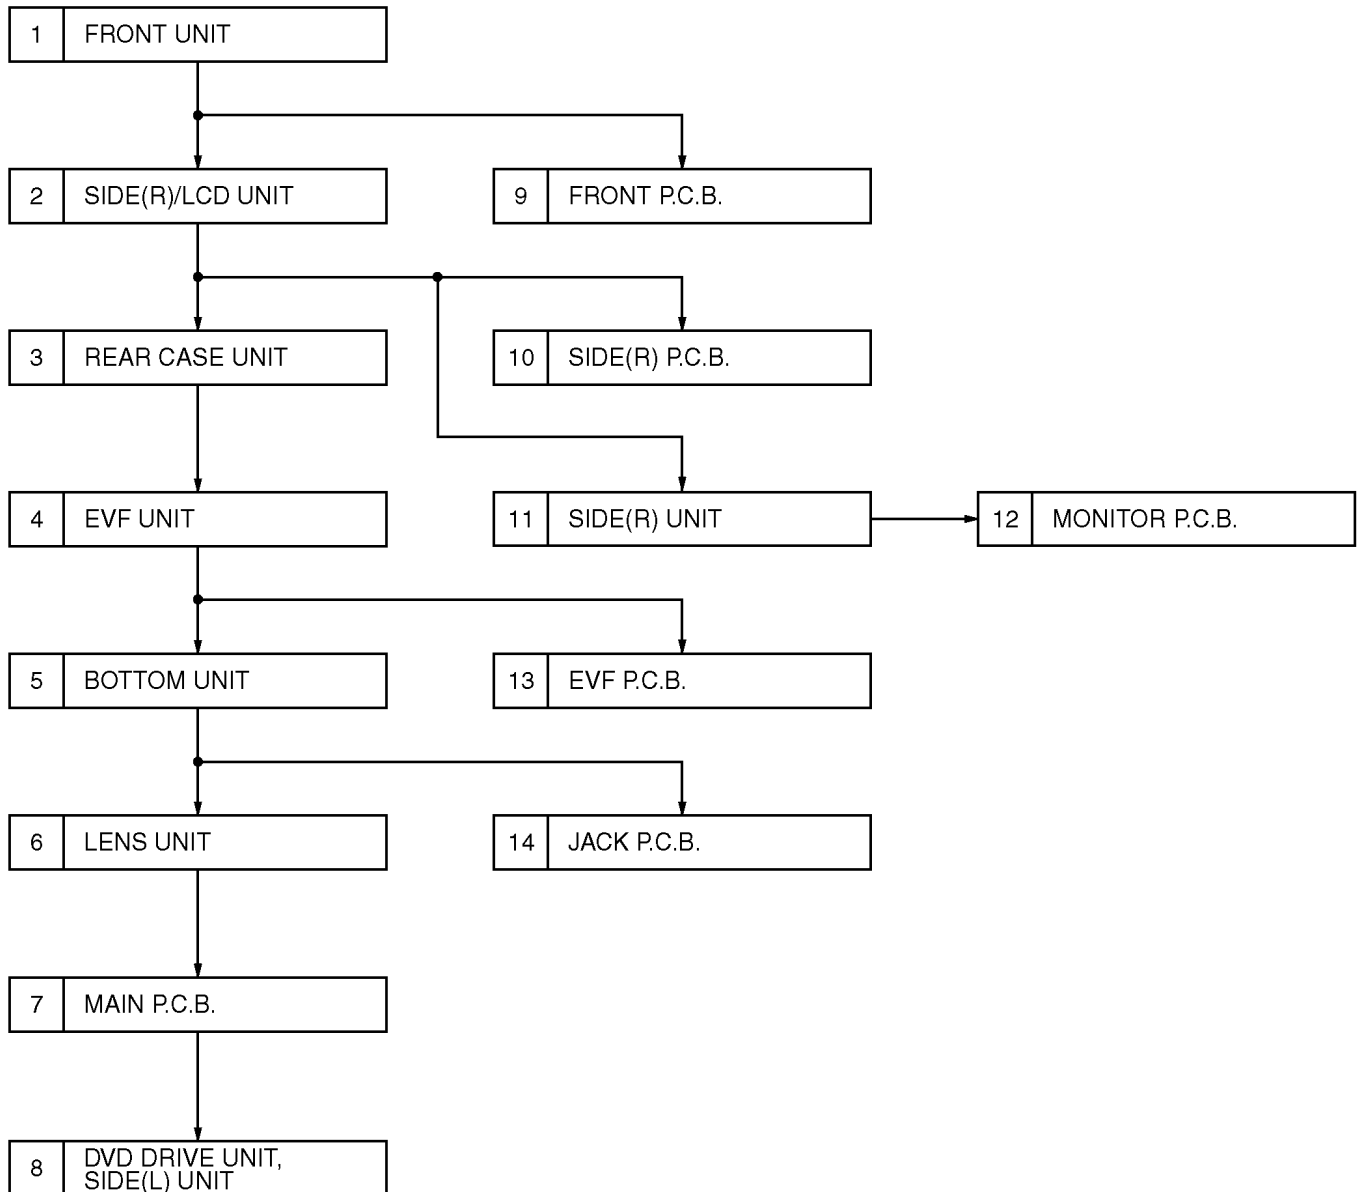 1 FRONT UNIT
2 SIDE(R)/LCD UNIT
9 FRONT P.C.B.
3 REAR CASE UNIT
10 SIDE(R) P.C.B.
4 EVF UNIT
11 SIDE(R) UNIT
12 MONITOR P.C.B.
5 BOTTOM UNIT
13 EVF P.C.B.
6 LENS UNIT
14 JACK P.C.B.
7 MAIN P.C.B.
8 DVD DRIVE UNIT,
SIDE(L) UNIT